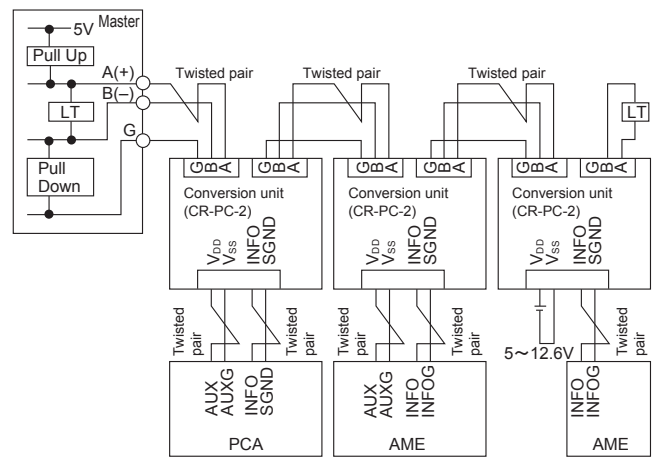 5V Master
Pull Up
A(+)
B(–)
LT
G
Pull
Down
Twisted pair
Twisted pair
Twisted pair
LT
G B A
G B A
G B A
G B A
G B A
G B A
Conversion unit
(CR-PC-2)
Conversion unit
(CR-PC-2)
Conversion unit
(CR-PC-2)
VDD
VSS
INFO
SGND
VDD
VSS
INFO
SGND
VDD
VSS
INFO
SGND
Twisted
pair
Twisted
pair
Twisted
pair
Twisted
pair
5～12.6V
Twisted
pair
AUX
AUXG
INFO
SGND
AUX
AUXG
INFO
INFOG
INFO
INFOG
PCA
AME
AME